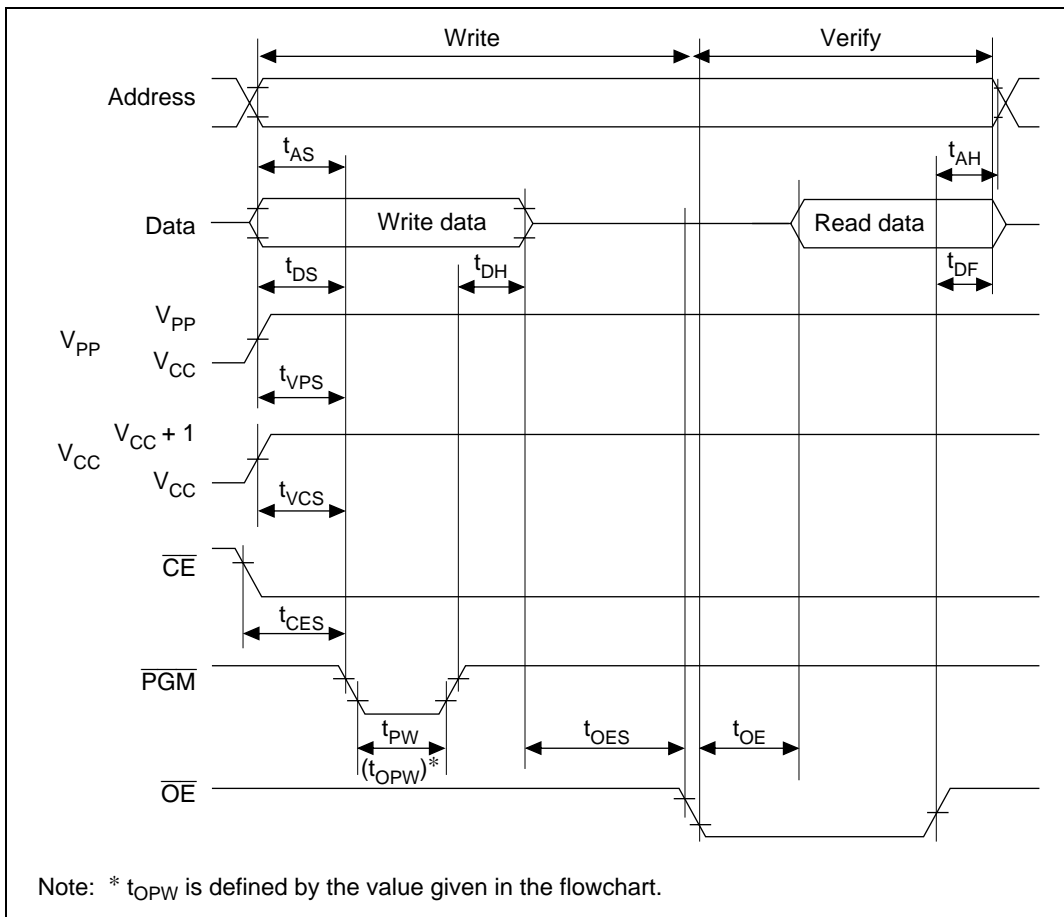 Write Verify
Address
tAS tAH
Data Write data Read data
tDS tDH tDF
VPP
VPP
VCC
tVPS
VCC + 1
VCC
VCC
tVCS
CE
tCES
PGM
tPW tOES tOE
(tOPW)*
OE
Note: * tOPW is defined by the value given in the flowchart.